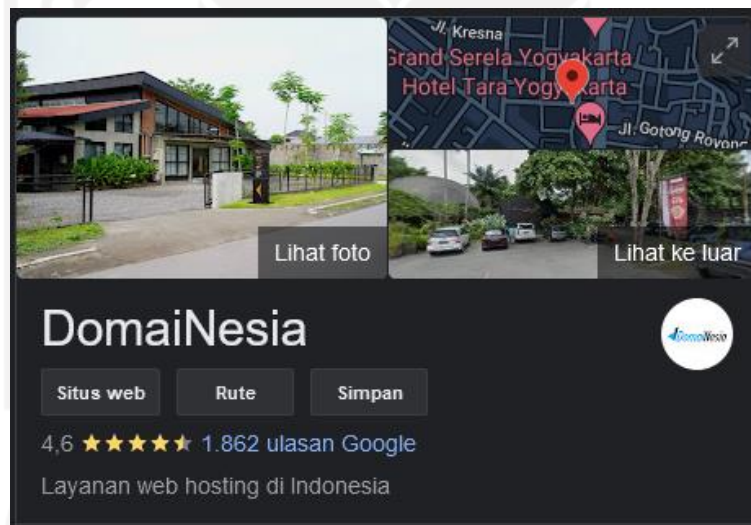 Jl. Kresna
Grand Serela Yogyakarta
Hotel Tara Yogyakarta
Jl. Gotong Royong
Lihat foto
Lihat ke luar
DomaiNesia
DomaiNesia
Situs web
Rute
Simpan
4,6 1.862 ulasan Google
Layanan web hosting di Indonesia